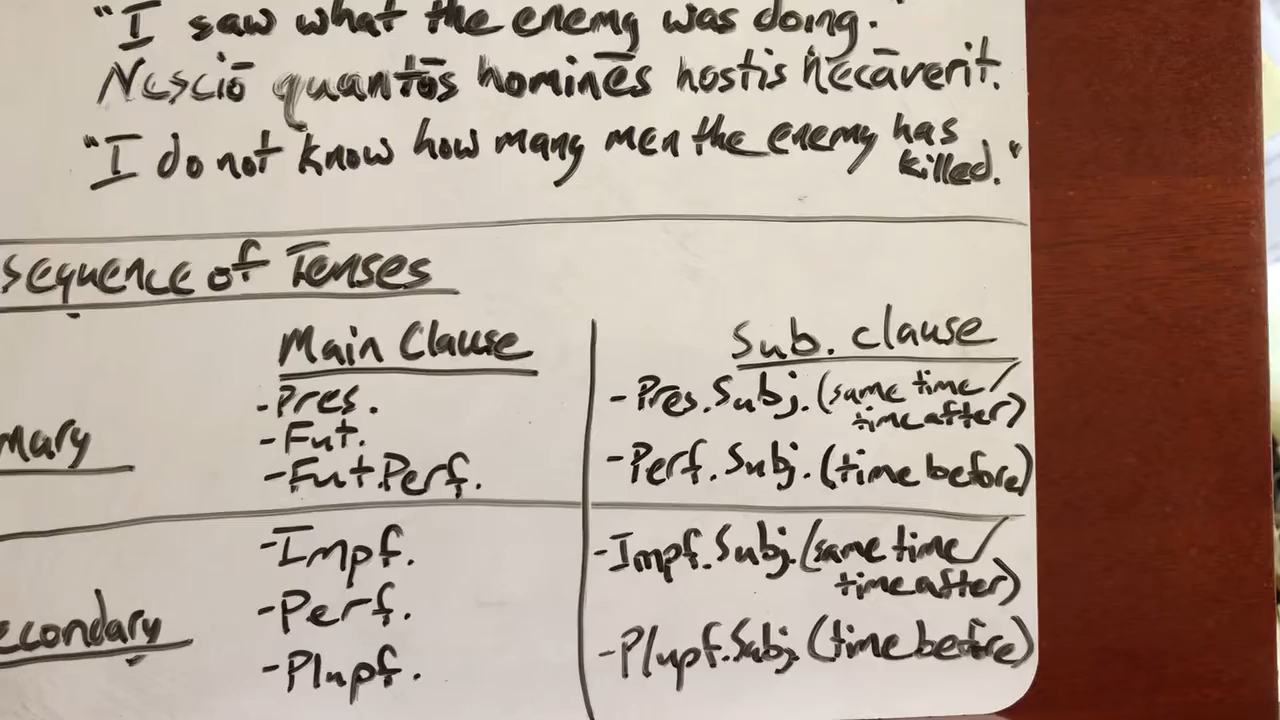 "I saw what the enemy was doing."
Nesciō quantōs hominēs hostis necāverit.
"I do not know how many men the enemy has
killed."
sequence of Tenses
Main Clause
Sub. clause
mary
-Pres.
-Fut.
-Fut.Perf.
-Pres.Subj. (same time/
time after)
-Perf. Subj. (time before)
econdary
-Impf.
-Perf.
-Plupf.
-Impf.Subj. (same time/
time after)
-Plupf.Subj. (time before)